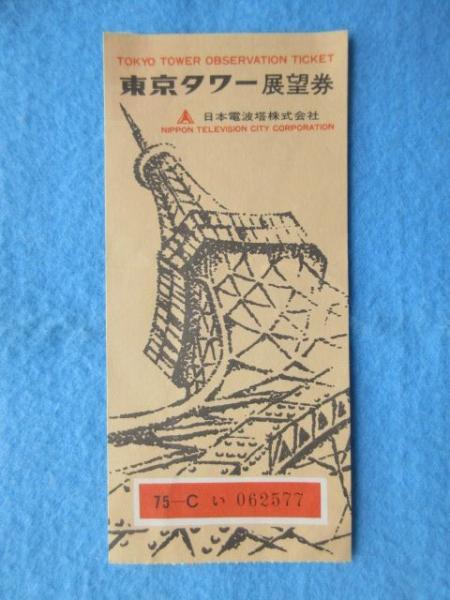 TOKYO TOWER OBSERVATION TICKET
東京タワー展望券
日本電波塔株式会社
NIPPON TELEVISION CITY CORPORATION
75-C い 062577